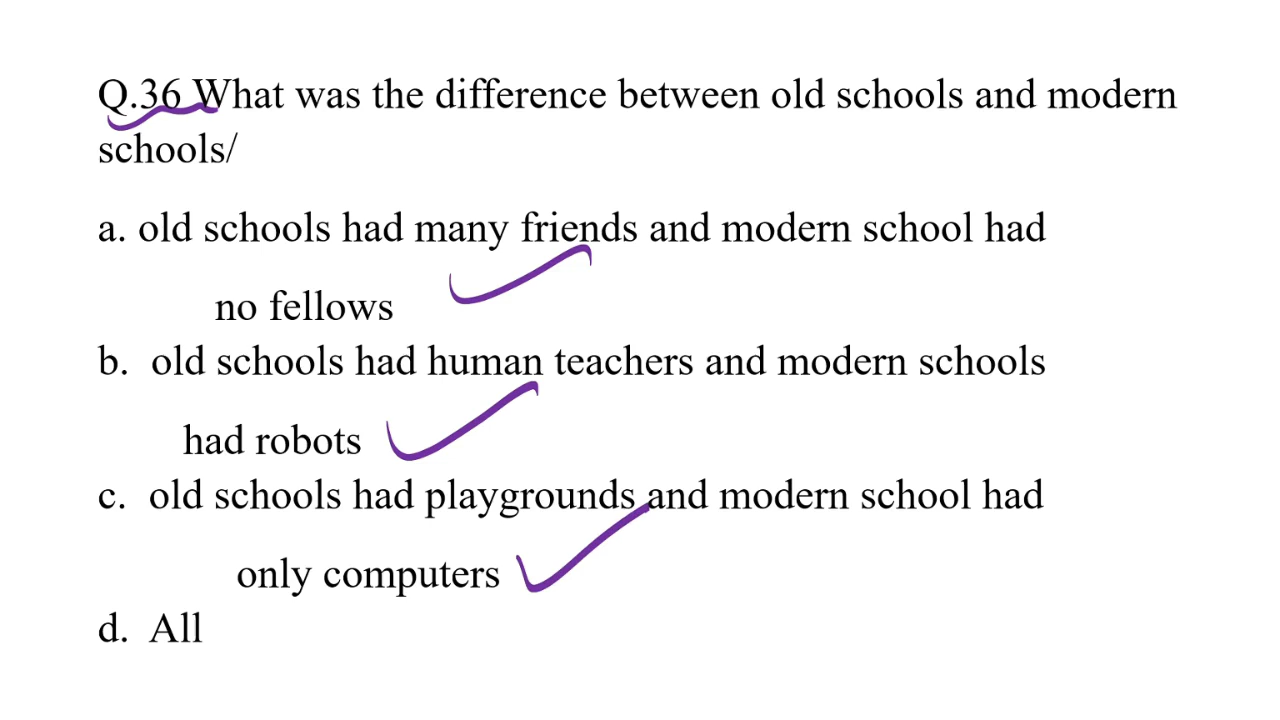 Q.36 What was the difference between old schools and modern
schools/
a. old schools had many friends and modern school had
no fellows
b. old schools had human teachers and modern schools
had robots
c. old schools had playgrounds and modern school had
only computers
d. All